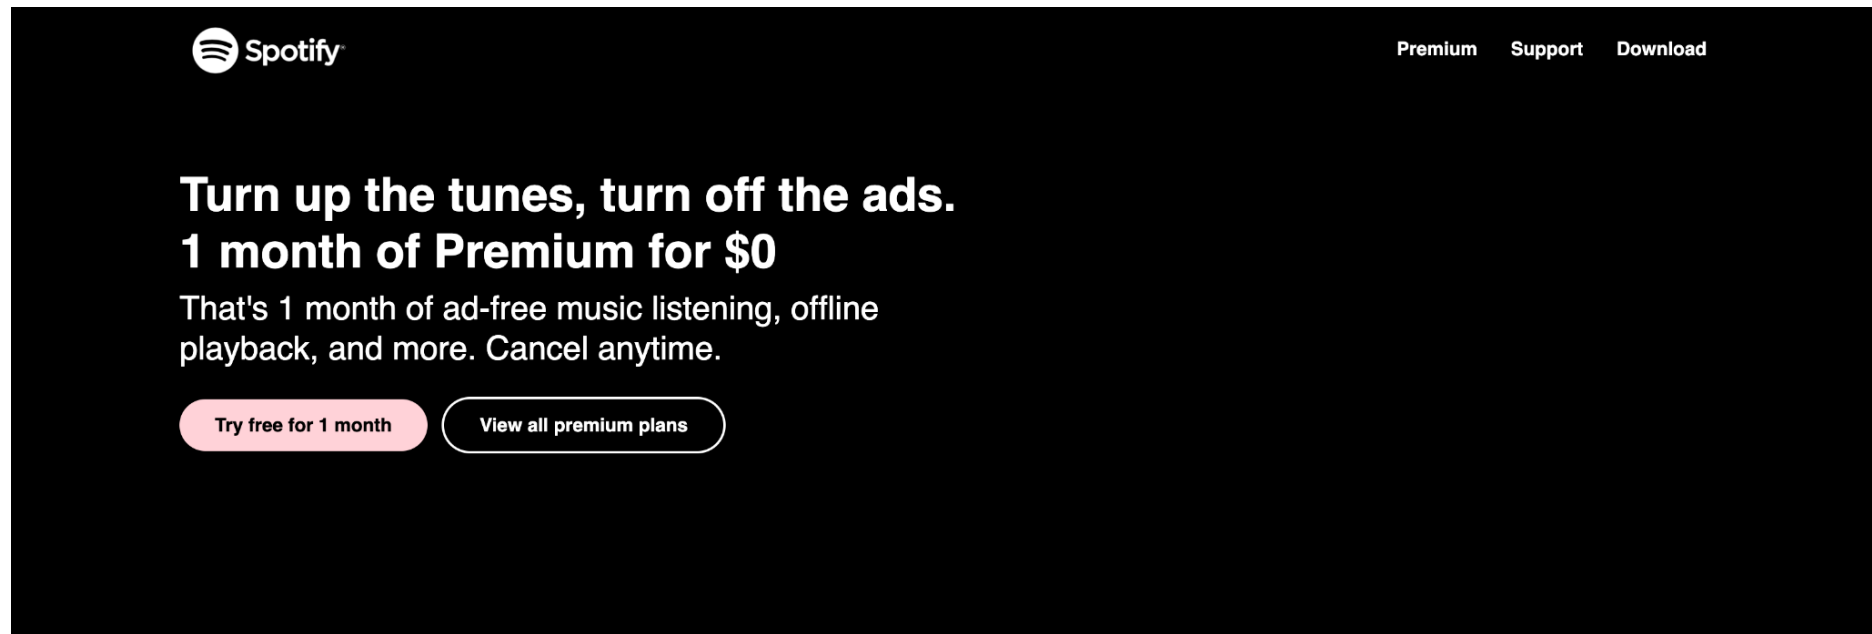 Spotify
Premium Support Download
Turn up the tunes, turn off the ads.
1 month of Premium for $0
That's 1 month of ad-free music listening, offline
playback, and more. Cancel anytime.
Try free for 1 month
View all premium plans